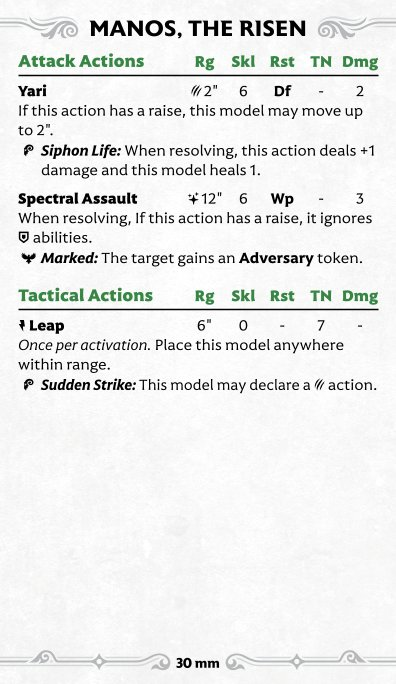 MANOS, THE RISEN
Attack Actions Rg Skl Rst TN Dmg
Yari 2" 6 Df - 2
If this action has a raise, this model may move up
to 2".
Siphon Life: When resolving, this action deals +1
damage and this model heals 1.
Spectral Assault 12" 6 Wp - 3
When resolving, If this action has a raise, it ignores
abilities.
Marked: The target gains an Adversary token.
Tactical Actions Rg Skl Rst TN Dmg
Leap 6" 0 - 7 -
Once per activation. Place this model anywhere
within range.
Sudden Strike: This model may declare a action.
30 mm